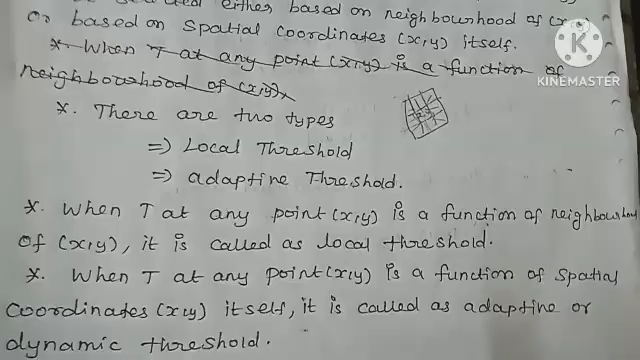 either based on neighbourhood of (x,
or based on spatial coordinates (x,y) itself.
*. When T at any point (x,y) is a function of
neighbourhood of (x,y).
KINEMASTER
*. There are two types
(x,y)
⇒ Local Threshold
⇒ adaptine Threshold.
*. When T at any point (x,y) is a function of neighbourhood
of (x,y), it is called as local threshold.
*. When T at any point (x,y) is a function of spatial
coordinates (x,y) itself, it is called as adaptine or
dynamic threshold.